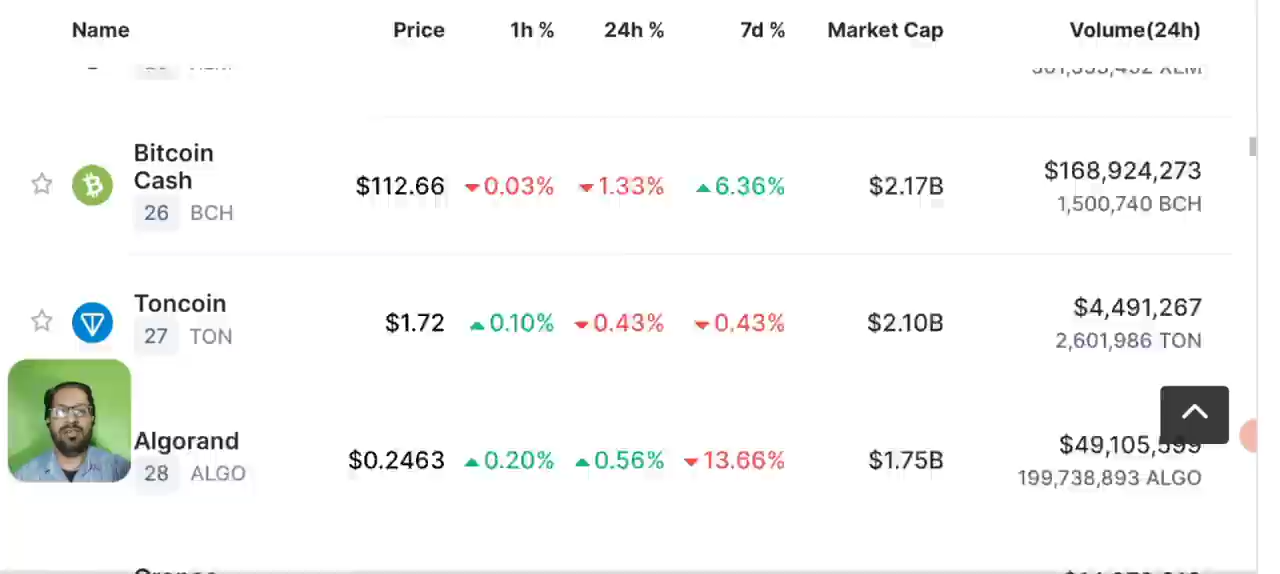 Name Price 1h % 24h % 7d % Market Cap Volume(24h)
Bitcoin
Cash
26 BCH
$112.66 0.03% 1.33% 6.36% $2.17B $168,924,273
1,500,740 BCH
Toncoin
27 TON
$1.72 0.10% 0.43% 0.43% $2.10B $4,491,267
2,601,986 TON
Algorand
28 ALGO
$0.2463 0.20% 0.56% 13.66% $1.75B $49,105,599
199,738,893 ALGO